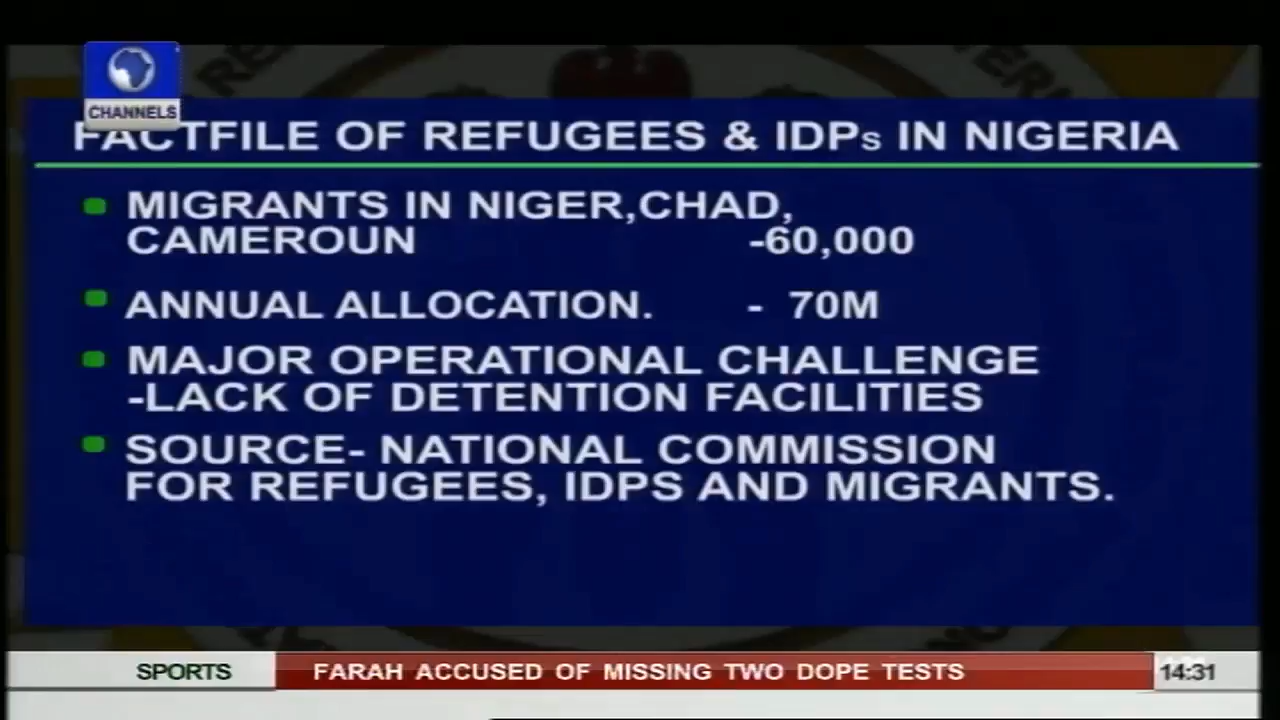 CHANNELS
FACTFILE OF REFUGEES & IDPs IN NIGERIA
MIGRANTS IN NIGER,CHAD,
CAMEROUN -60,000
ANNUAL ALLOCATION. - 70M
MAJOR OPERATIONAL CHALLENGE
-LACK OF DETENTION FACILITIES
SOURCE- NATIONAL COMMISSION
FOR REFUGEES, IDPS AND MIGRANTS.
SPORTS FARAH ACCUSED OF MISSING TWO DOPE TESTS 14:31